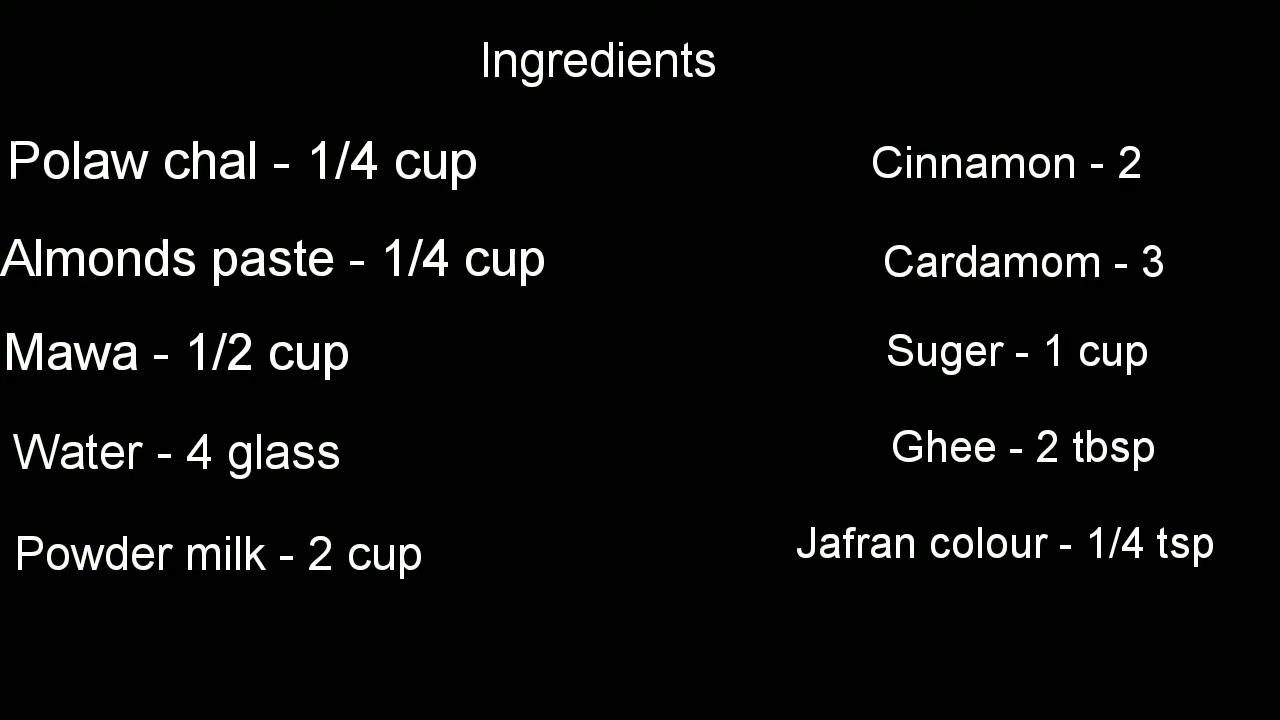 Ingredients
Polaw chal - 1/4 cup
Almonds paste - 1/4 cup
Mawa - 1/2 cup
Water - 4 glass
Powder milk - 2 cup
Cinnamon - 2
Cardamom - 3
Suger - 1 cup
Ghee - 2 tbsp
Jafran colour - 1/4 tsp